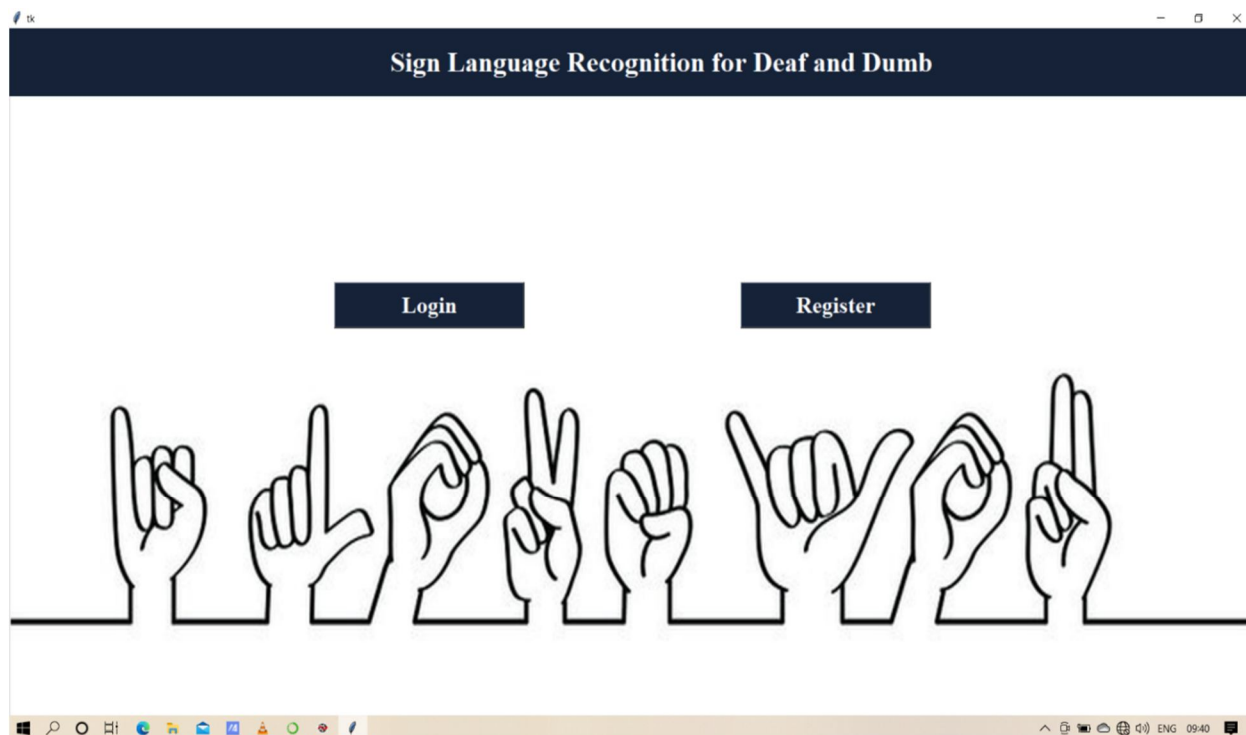 tk
Sign Language Recognition for Deaf and Dumb
Login
Register
ENG 09:40